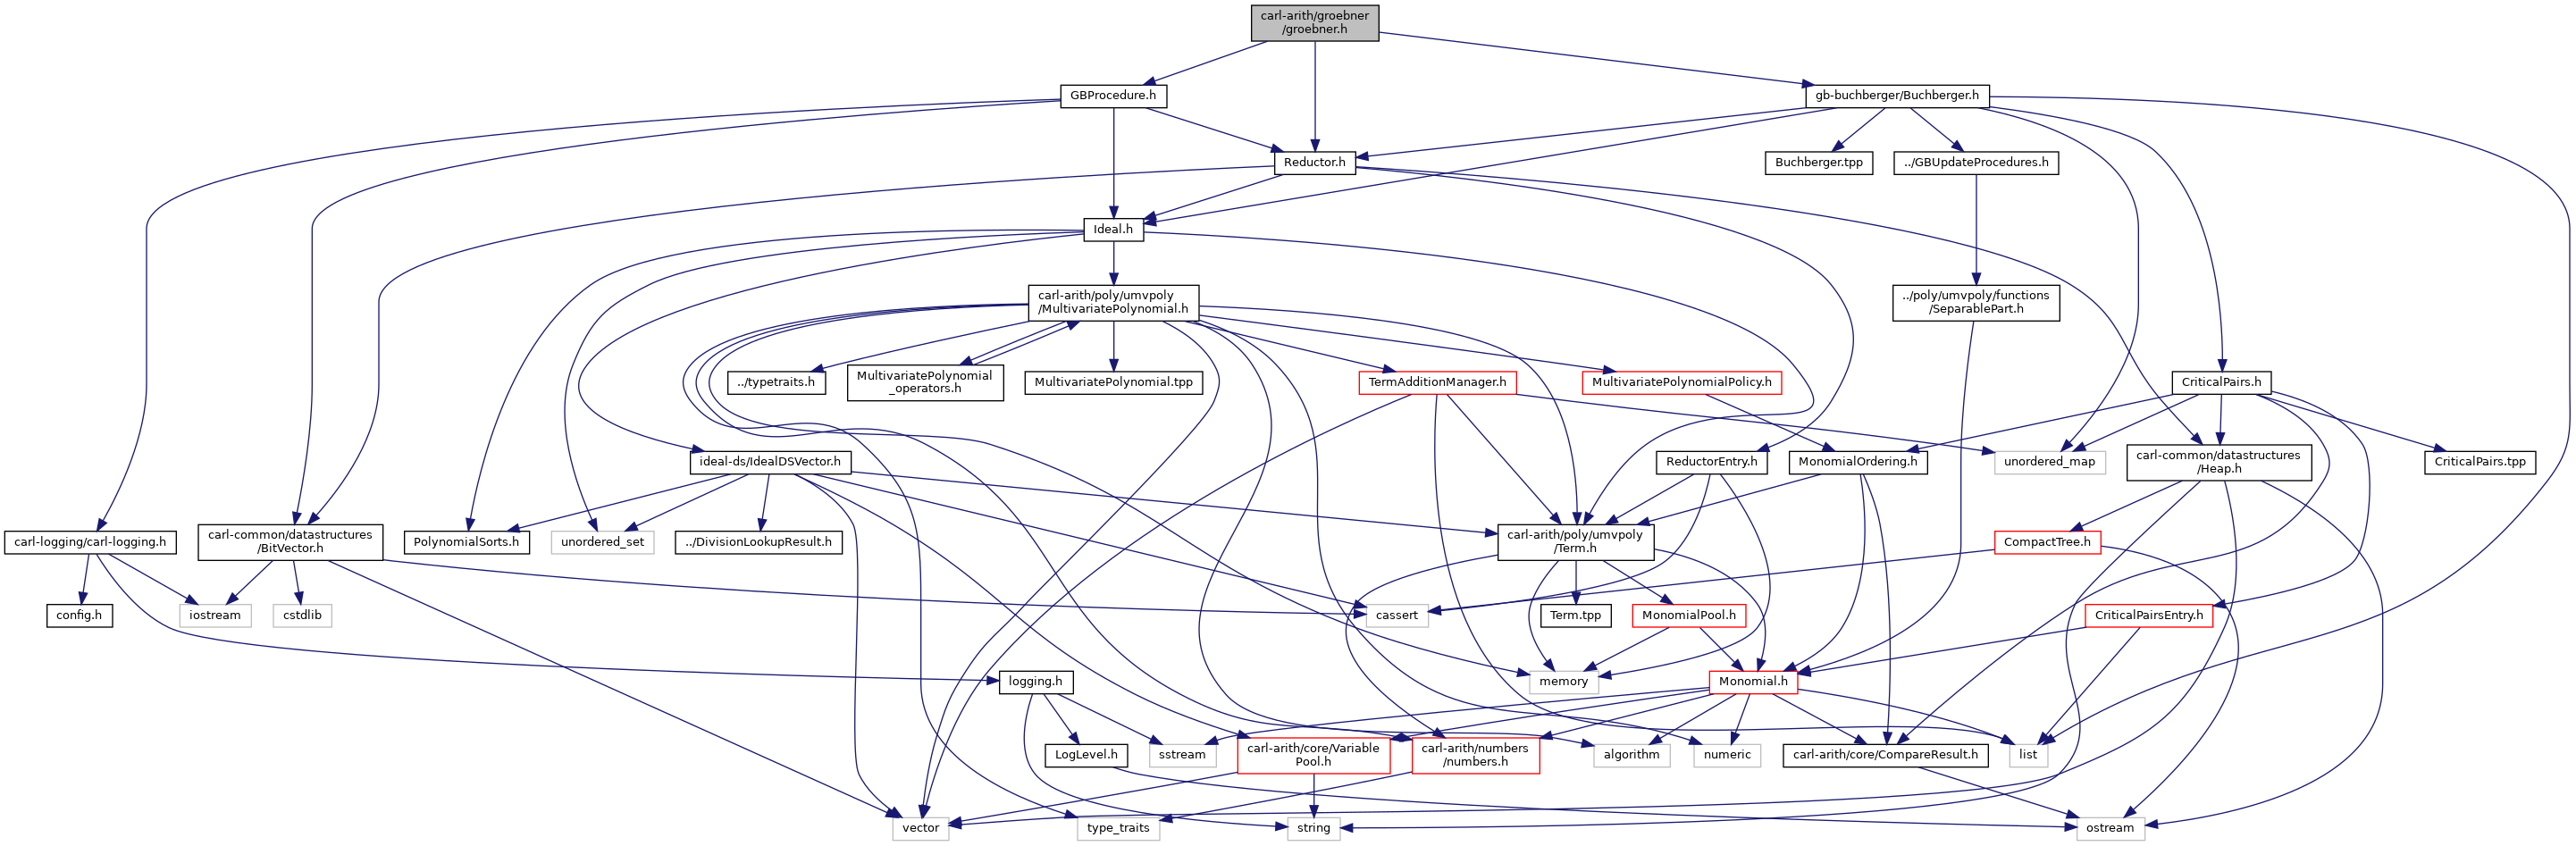 carl-arith/groebner
/groebner.h
GBProcedure.h
gb-buchberger/Buchberger.h
Reductor.h
Buchberger.tpp
../GBUpdateProcedures.h
Ideal.h
carl-arith/poly/umvpoly
/MultivariatePolynomial.h
../poly/umvpoly/functions
/SeparablePart.h
../typetraits.h
MultivariatePolynomial
_operators.h
MultivariatePolynomial.tpp
TermAdditionManager.h
MultivariatePolynomialPolicy.h
CriticalPairs.h
ideal-ds/IdealDSVector.h
ReductorEntry.h
MonomialOrdering.h
unordered_map
carl-common/datastructures
/Heap.h
CriticalPairs.tpp
carl-logging/carl-logging.h
carl-common/datastructures
/BitVector.h
PolynomialSorts.h
unordered_set
../DivisionLookupResult.h
carl-arith/poly/umvpoly
/Term.h
CompactTree.h
config.h
iostream
cstdlib
cassert
Term.tpp
MonomialPool.h
CriticalPairsEntry.h
logging.h
memory
Monomial.h
LogLevel.h
sstream
carl-arith/core/Variable
Pool.h
carl-arith/numbers
/numbers.h
algorithm
numeric
carl-arith/core/CompareResult.h
list
vector
type_traits
string
ostream